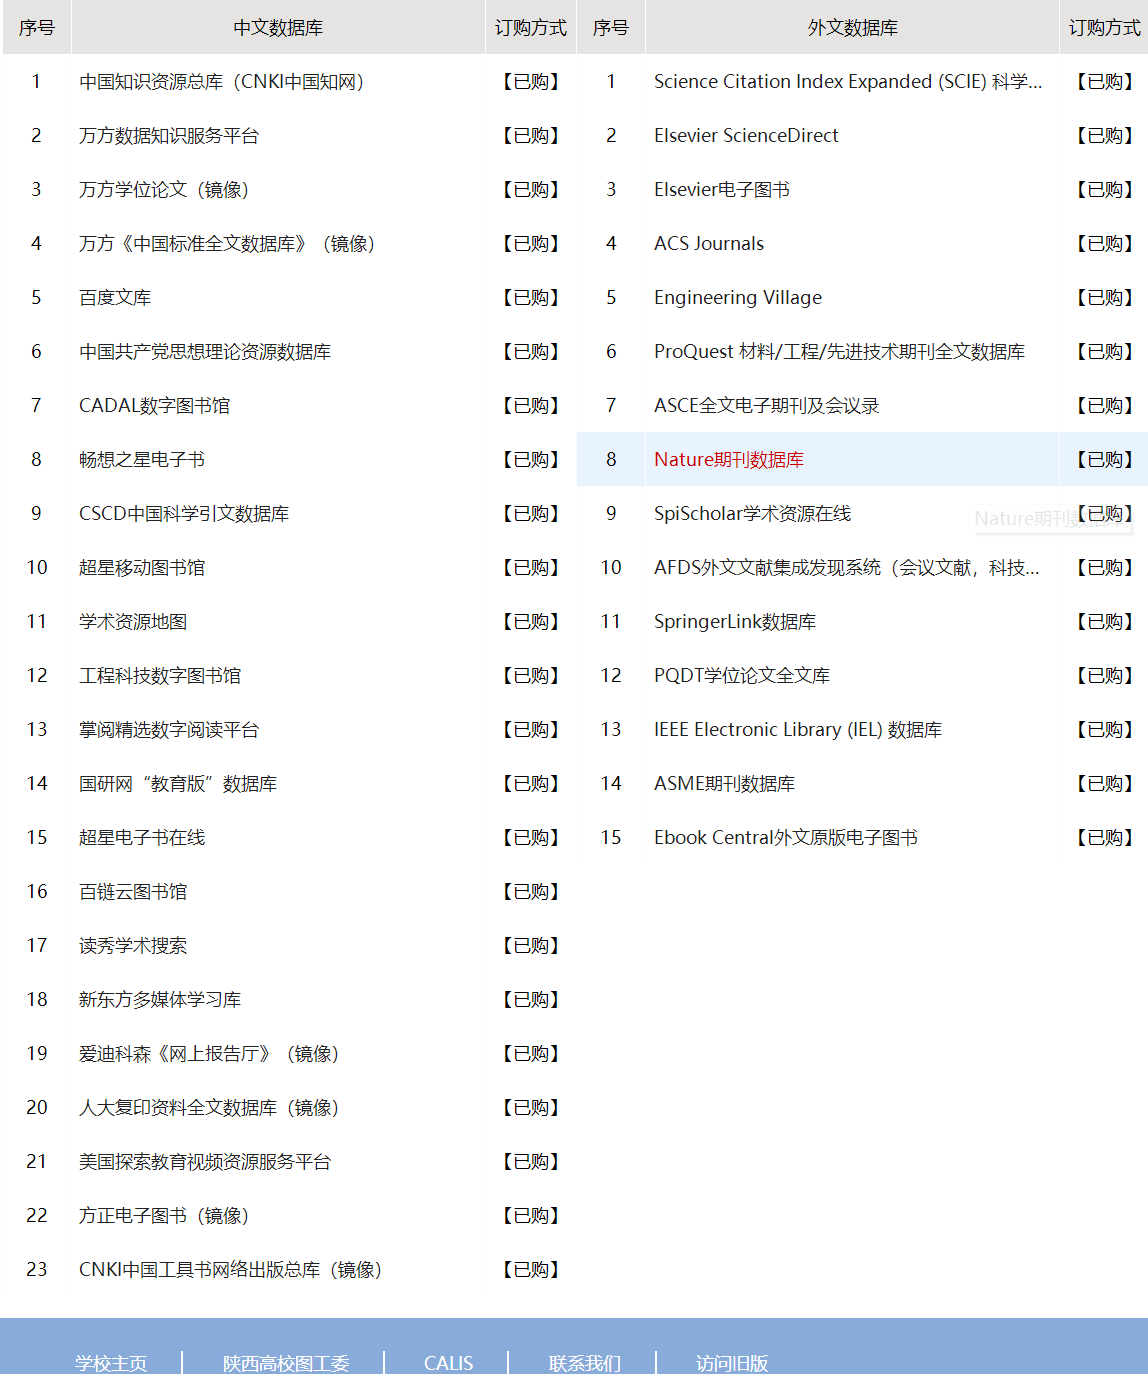 序号 中文数据库 订购方式 序号 外文数据库 订购方式
1 中国知识资源总库（CNKI中国知网） 【已购】 1 Science Citation Index Expanded (SCIE) 科学... 【已购】
2 万方数据知识服务平台 【已购】 2 Elsevier ScienceDirect 【已购】
3 万方学位论文（镜像） 【已购】 3 Elsevier电子图书 【已购】
4 万方《中国标准全文数据库》（镜像） 【已购】 4 ACS Journals 【已购】
5 百度文库 【已购】 5 Engineering Village 【已购】
6 中国共产党思想理论资源数据库 【已购】 6 ProQuest 材料/工程/先进技术期刊全文数据库 【已购】
7 CADAL数字图书馆 【已购】 7 ASCE全文电子期刊及会议录 【已购】
8 畅想之星电子书 【已购】 8 Nature期刊数据库 【已购】
9 CSCD中国科学引文数据库 【已购】 9 SpiScholar学术资源在线 【已购】
Nature期刊数据库
10 超星移动图书馆 【已购】 10 AFDS外文文献集成发现系统（会议文献，科技... 【已购】
11 学术资源地图 【已购】 11 SpringerLink数据库 【已购】
12 工程科技数字图书馆 【已购】 12 PQDT学位论文全文库 【已购】
13 掌阅精选数字阅读平台 【已购】 13 IEEE Electronic Library (IEL) 数据库 【已购】
14 国研网“教育版”数据库 【已购】 14 ASME期刊数据库 【已购】
15 超星电子书在线 【已购】 15 Ebook Central外文原版电子图书 【已购】
16 百链云图书馆 【已购】
17 读秀学术搜索 【已购】
18 新东方多媒体学习库 【已购】
19 爱迪科森《网上报告厅》（镜像） 【已购】
20 人大复印资料全文数据库（镜像） 【已购】
21 美国探索教育视频资源服务平台 【已购】
22 方正电子图书（镜像） 【已购】
23 CNKI中国工具书网络出版总库（镜像） 【已购】
学校主页 陕西高校图工委 CALIS 联系我们 访问旧版